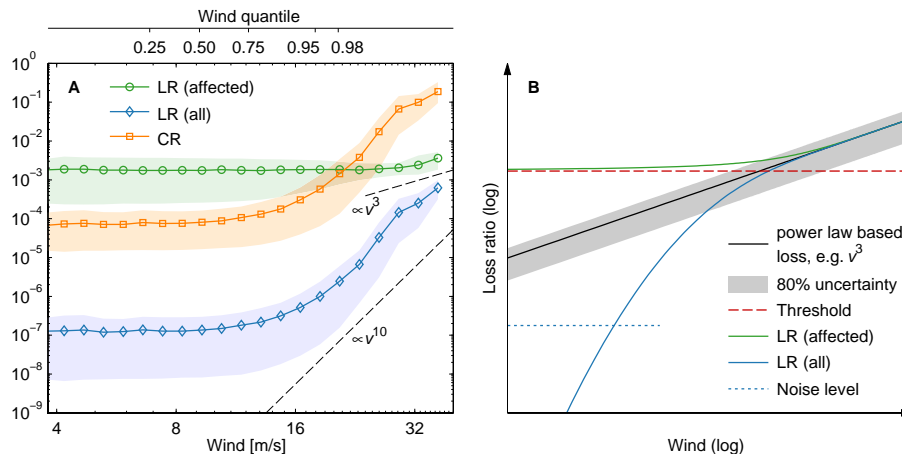 Wind quantile
0.25 0.50 0.75 0.95 0.98
A
LR (affected)
LR (all)
CR
10^0
10^-1
10^-2
10^-3
10^-4
10^-5
10^-6
10^-7
10^-8
10^-9
∝v^3
∝v^10
4 8 16 32
Wind [m/s]
B
Loss ratio (log)
power law based
loss, e.g. v^3
80% uncertainty
Threshold
LR (affected)
LR (all)
Noise level
Wind (log)